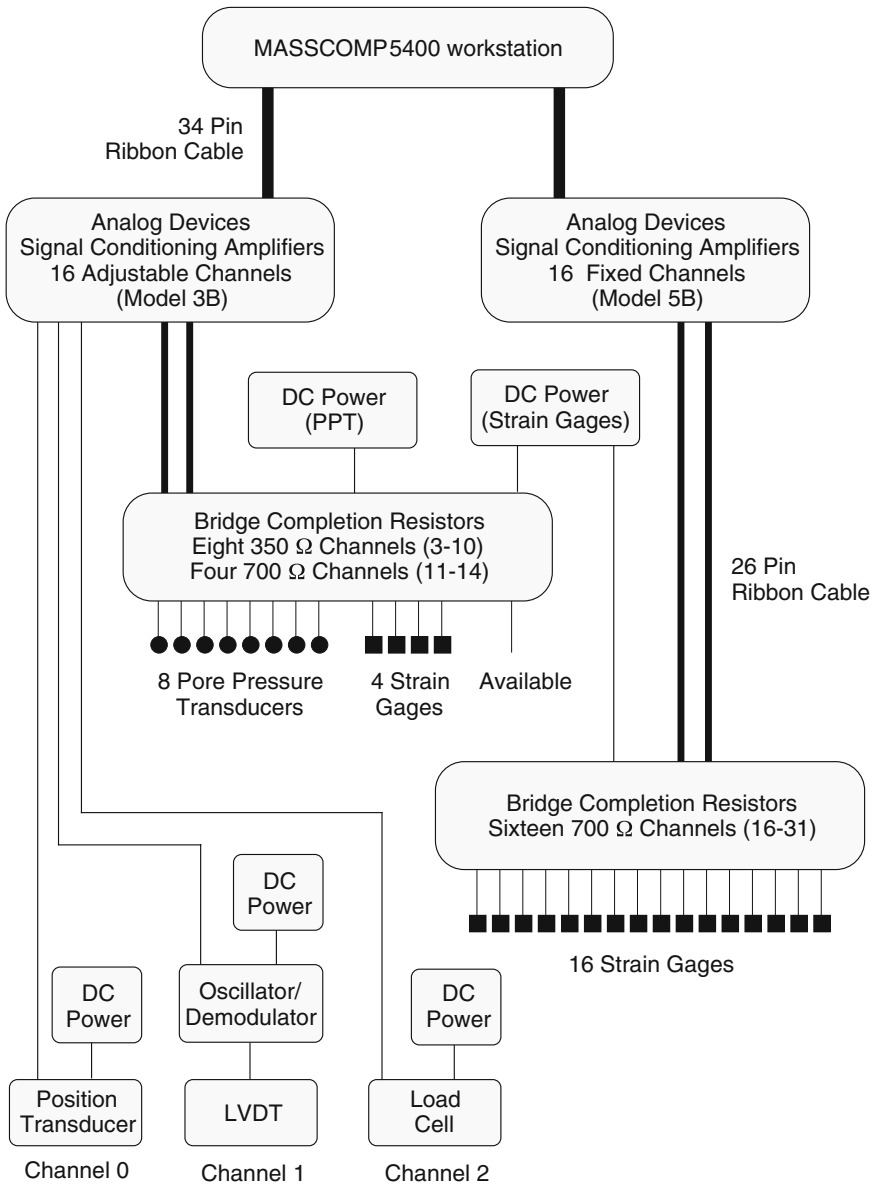 MASSCOMP5400 workstation
34 Pin
Ribbon Cable
Analog Devices
Signal Conditioning Amplifiers
16 Adjustable Channels
(Model 3B)
Analog Devices
Signal Conditioning Amplifiers
16 Fixed Channels
(Model 5B)
DC Power
(PPT)
DC Power
(Strain Gages)
Bridge Completion Resistors
Eight 350 Ω Channels (3-10)
Four 700 Ω Channels (11-14)
26 Pin
Ribbon Cable
8 Pore Pressure
Transducers
4 Strain
Gages
Available
Bridge Completion Resistors
Sixteen 700 Ω Channels (16-31)
16 Strain Gages
DC
Power
DC
Power
Oscillator/
Demodulator
DC
Power
Position
Transducer
LVDT
Load
Cell
Channel 0
Channel 1
Channel 2